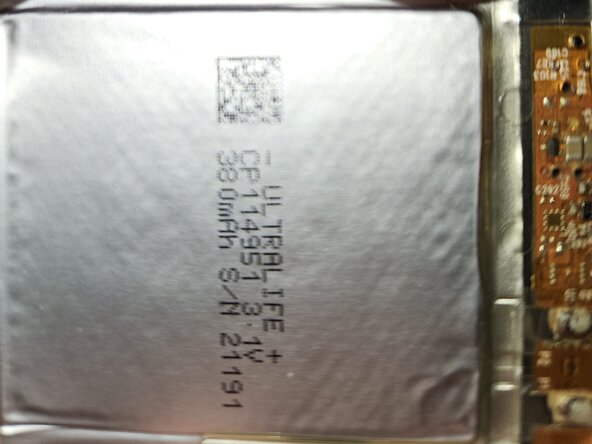 - ULTRALIFE +
CP114951 3.1V
380mAh S/N 21191